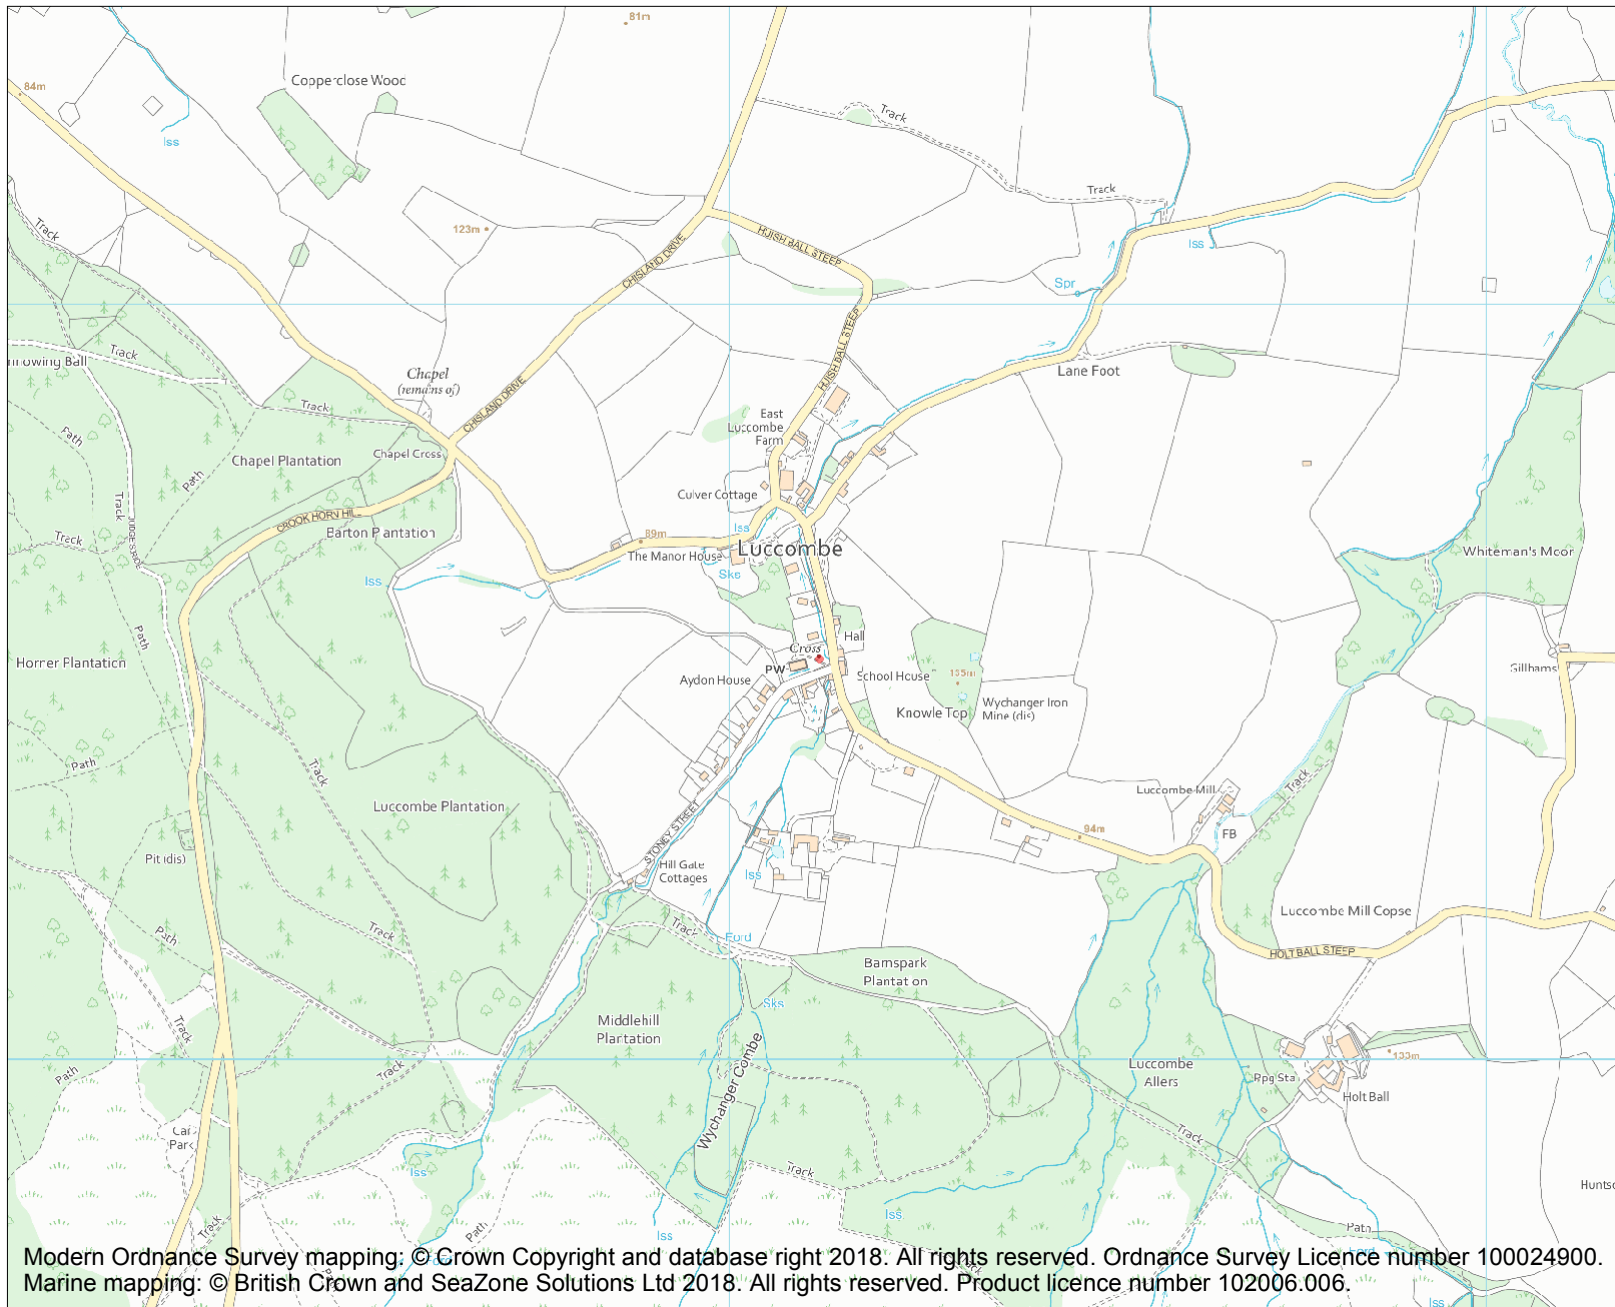 81m
Copperclose Wood
84m
Iss
Track
Track
Track
123m
HUISH BALL STEEP
CHISLAND DRIVE
Iss
Spr
HUISH BALL STEEP
Track
Lane Foot
Chapel
(remains of)
Track
CHISLAND DRIVE
East
Luccombe
Farm
Path
Chapel Plantation
Chapel Cross
Path
Culver Cottage
Track
CROOK HORN HILL
JUDGES RIDE
Barton Plantation
Iss
89m
Track
The Manor House
Luccombe
Whiteman's Moor
Sks
Iss
Path
Hall
Cross
Horner Plantation
PW
Aydon House
School House
155m
Gillhams
Knowle Top
Wychanger Iron
Mine (dis)
Path
Track
Track
Luccombe Mill
Luccombe Plantation
STONEY STREET
94m
FB
Pit (dis)
Hill Gate
Cottages
Iss
Luccombe Mill Copse
Track
Path
Track
Ford
HOLT BALL STEEP
Barnspark
Plantation
Sks
Middlehill
Plantation
Track
Wychanger Combe
133m
Luccombe
Allers
Path
Track
Ppg Sta
Holt Ball
Car
Park
Track
Iss
Track
Iss
Track
Path
Iss
Path
Ford
Ford
Path
Track
Iss
Modern Ordnance Survey mapping: © Crown Copyright and database right 2018. All rights reserved. Ordnance Survey Licence number 100024900.
Marine mapping: © British Crown and SeaZone Solutions Ltd 2018. All rights reserved. Product licence number 102006.006.